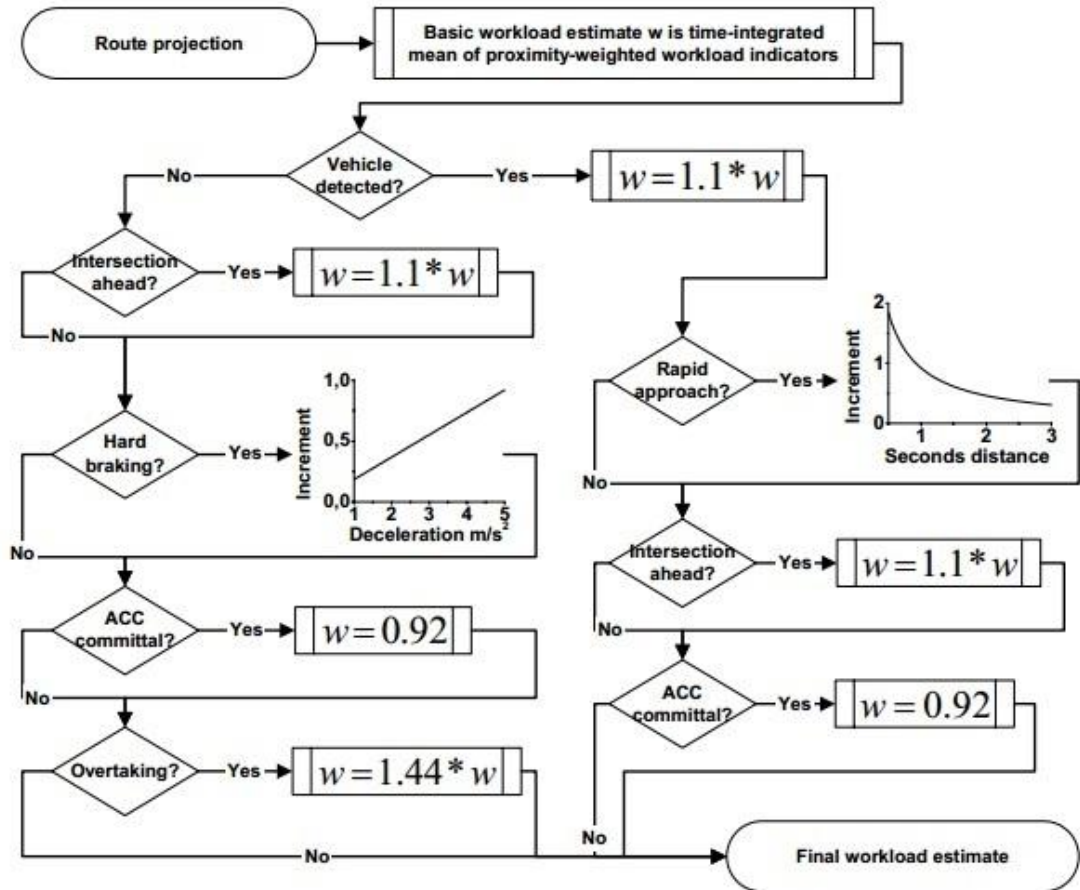 Route projection
Basic workload estimate w is time-integrated
mean of proximity-weighted workload indicators
Vehicle
detected?
No
Yes
w=1.1* w
Intersection
ahead?
Yes
w=1.1* w
No
Hard
braking?
Yes
Increment
1,0
0,5
0,0
1 2 3 4 5
Deceleration m/s²
No
ACC
committal?
Yes
w=0.92
No
Overtaking?
Yes
w=1.44* w
No
Rapid
approach?
Yes
Increment
2
1
0
1 2 3
Seconds distance
No
Intersection
ahead?
Yes
w=1.1* w
No
ACC
committal?
Yes
w=0.92
No
Final workload estimate